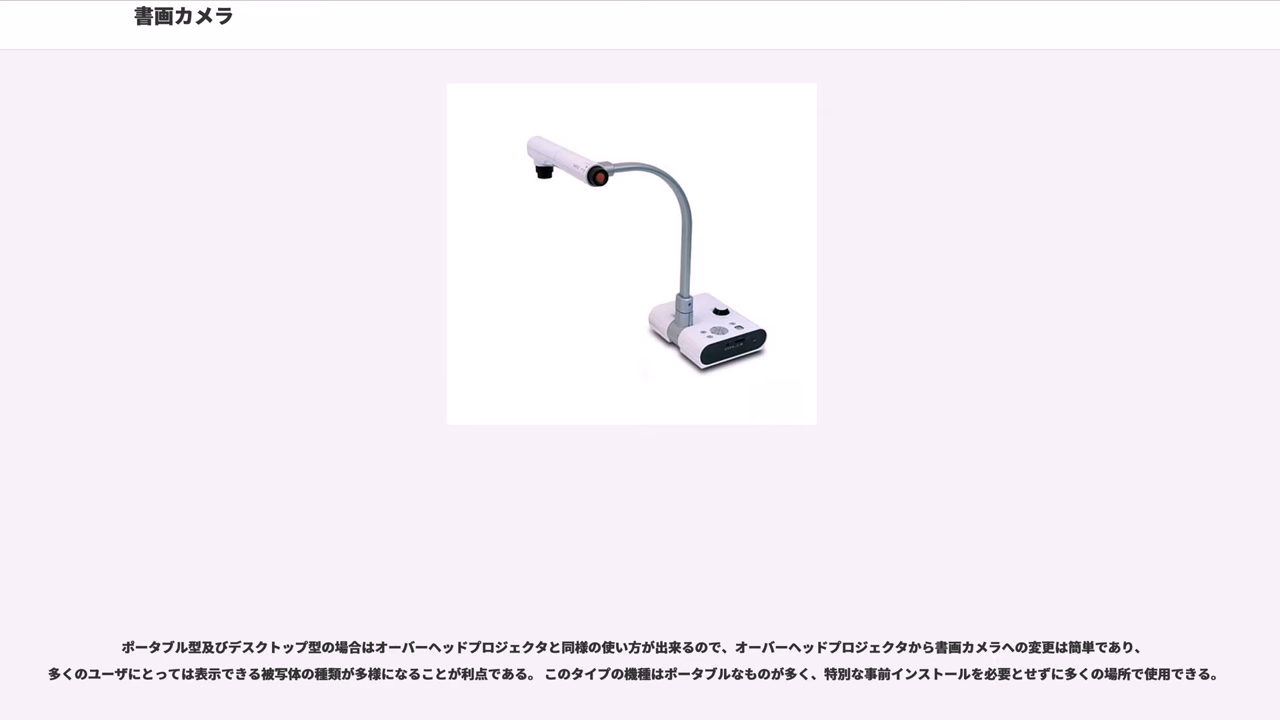 書画カメラ
ポータブル型及びデスクトップ型の場合はオーバーヘッドプロジェクタと同様の使い方が出来るので、オーバーヘッドプロジェクタから書画カメラへの変更は簡単であり、
多くのユーザにとっては表示できる被写体の種類が多様になることが利点である。 このタイプの機種はポータブルなものが多く、特別な事前インストールを必要とせずに多くの場所で使用できる。